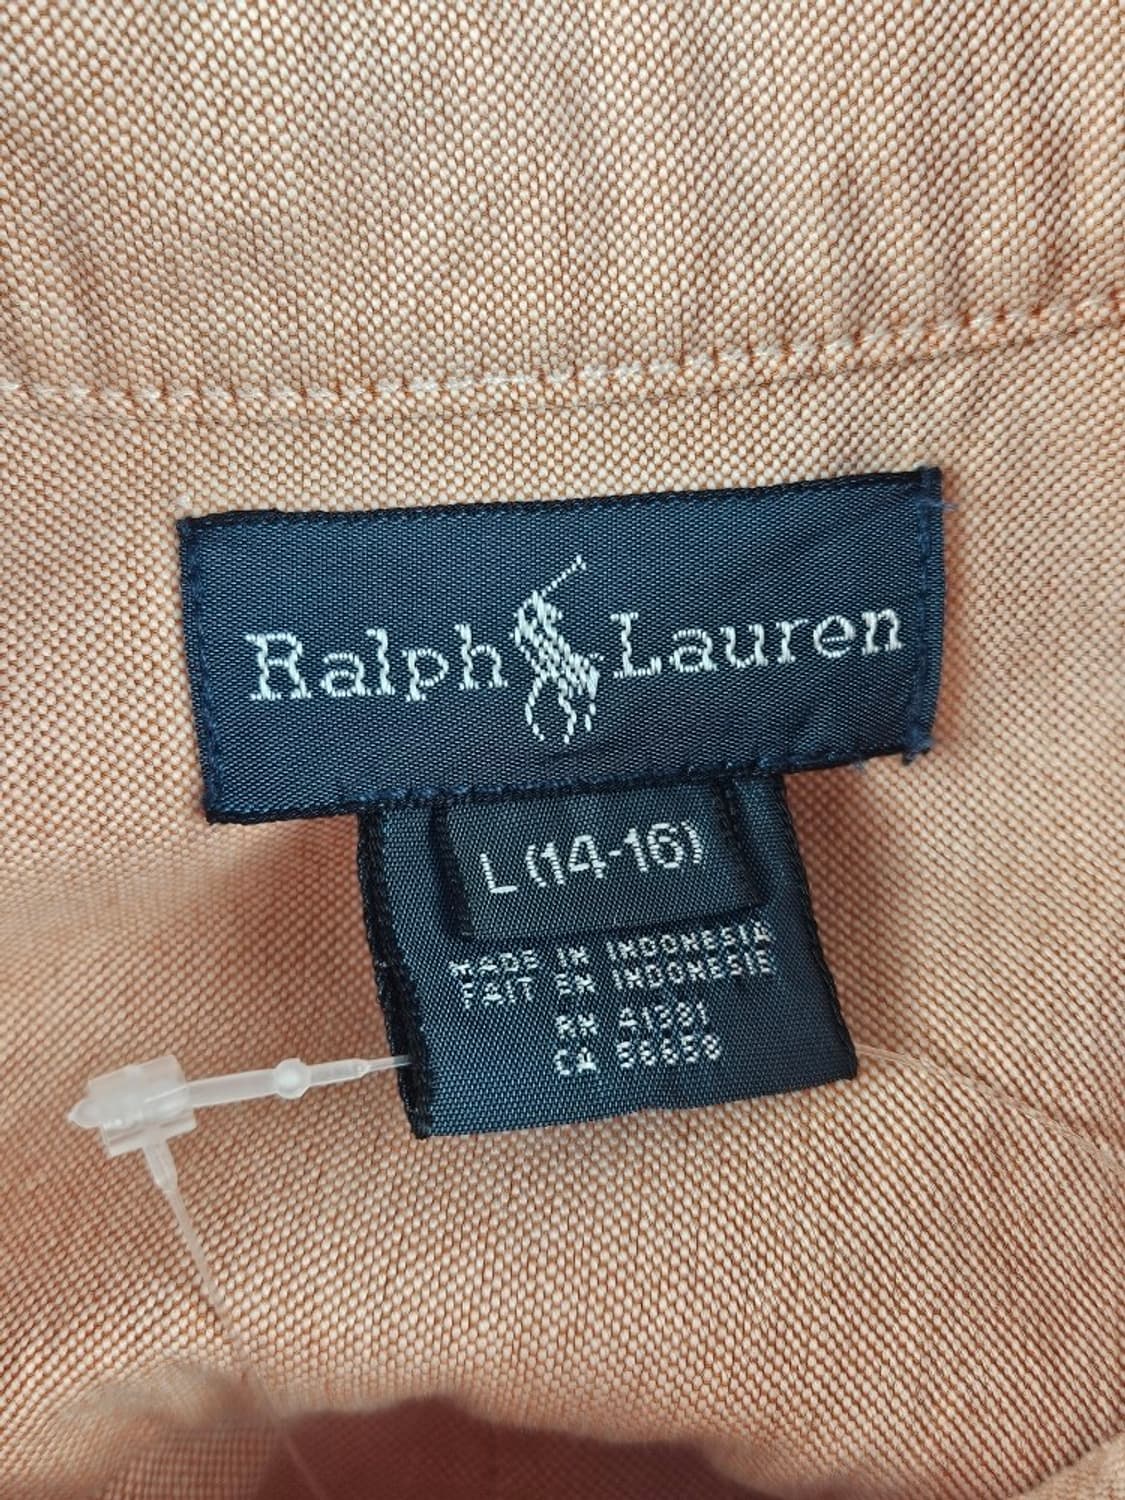 Ralph Lauren
L (14-16)
MADE IN INDONESIA
FAIT EN INDONESIE
RN 41381
CA 56658